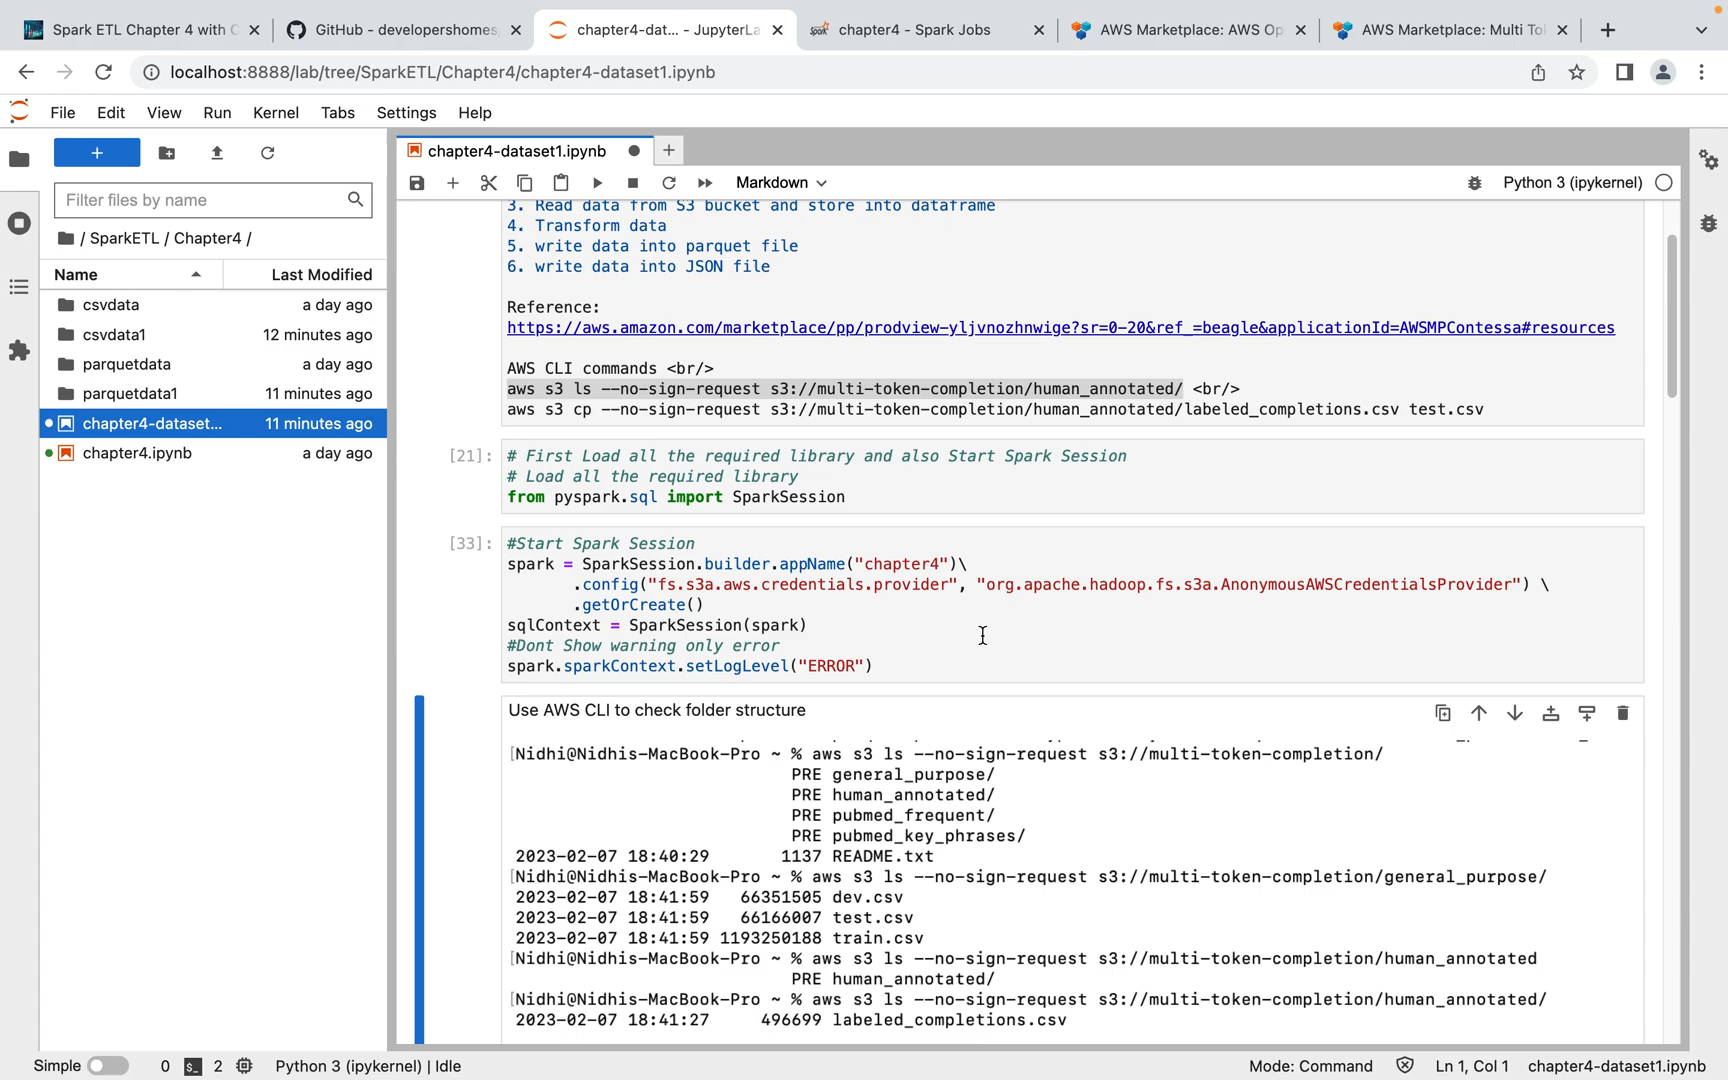 Spark ETL Chapter 4 with C
GitHub - developershomes,
chapter4-dat... - JupyterLa
chapter4 - Spark Jobs
AWS Marketplace: AWS Op
AWS Marketplace: Multi To
localhost:8888/lab/tree/SparkETL/Chapter4/chapter4-dataset1.ipynb
File Edit View Run Kernel Tabs Settings Help
chapter4-dataset1.ipynb
Markdown
Python 3 (ipykernel)
Filter files by name
/ SparkETL / Chapter4 /
Name Last Modified
csvdata a day ago
csvdata1 12 minutes ago
parquetdata a day ago
parquetdata1 11 minutes ago
chapter4-dataset... 11 minutes ago
chapter4.ipynb a day ago
3. Read data from S3 bucket and store into dataframe
4. Transform data
5. write data into parquet file
6. write data into JSON file
Reference:
https://aws.amazon.com/marketplace/pp/prodview-yljvnozhnwige?sr=0-20&ref_=beagle&applicationId=AWSMPContessa#resources
AWS CLI commands <br/>
aws s3 ls --no-sign-request s3://multi-token-completion/human_annotated/ <br/>
aws s3 cp --no-sign-request s3://multi-token-completion/human_annotated/labeled_completions.csv test.csv
[21]: # First Load all the required library and also Start Spark Session
# Load all the required library
from pyspark.sql import SparkSession
[33]: #Start Spark Session
spark = SparkSession.builder.appName("chapter4")\
.config("fs.s3a.aws.credentials.provider", "org.apache.hadoop.fs.s3a.AnonymousAWSCredentialsProvider") \
.getOrCreate()
sqlContext = SparkSession(spark)
#Dont Show warning only error
spark.sparkContext.setLogLevel("ERROR")
Use AWS CLI to check folder structure
[Nidhi@Nidhis-MacBook-Pro ~ % aws s3 ls --no-sign-request s3://multi-token-completion/
PRE general_purpose/
PRE human_annotated/
PRE pubmed_frequent/
PRE pubmed_key_phrases/
2023-02-07 18:40:29 1137 README.txt
[Nidhi@Nidhis-MacBook-Pro ~ % aws s3 ls --no-sign-request s3://multi-token-completion/general_purpose/
2023-02-07 18:41:59 66351505 dev.csv
2023-02-07 18:41:59 66166007 test.csv
2023-02-07 18:41:59 1193250188 train.csv
[Nidhi@Nidhis-MacBook-Pro ~ % aws s3 ls --no-sign-request s3://multi-token-completion/human_annotated
PRE human_annotated/
[Nidhi@Nidhis-MacBook-Pro ~ % aws s3 ls --no-sign-request s3://multi-token-completion/human_annotated/
2023-02-07 18:41:27 496699 labeled_completions.csv
Simple 0 2 Python 3 (ipykernel) | Idle
Mode: Command Ln 1, Col 1 chapter4-dataset1.ipynb